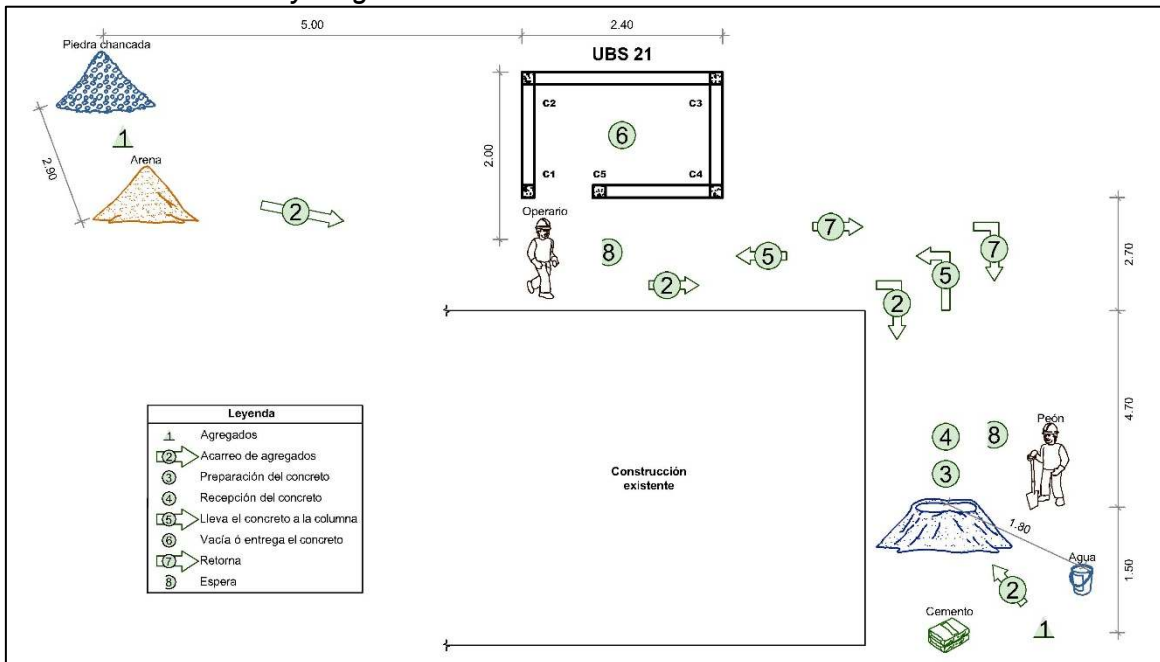 5.00
2.40
Piedra chancada
UBS 21
C2
C3
6
1
2.90
Arena
2.00
C1
C5
C4
2
Operario
8
7
7
5
5
2
2
2.70
Leyenda
1 Agregados
2 Acarreo de agregados
3 Preparación del concreto
4 Recepción del concreto
5 Lleva el concreto a la columna
6 Vacía ó entrega el concreto
7 Retorna
8 Espera
Construcción
existente
4
8
Peón
3
4.70
1.80
Agua
2
1.50
Cemento
1